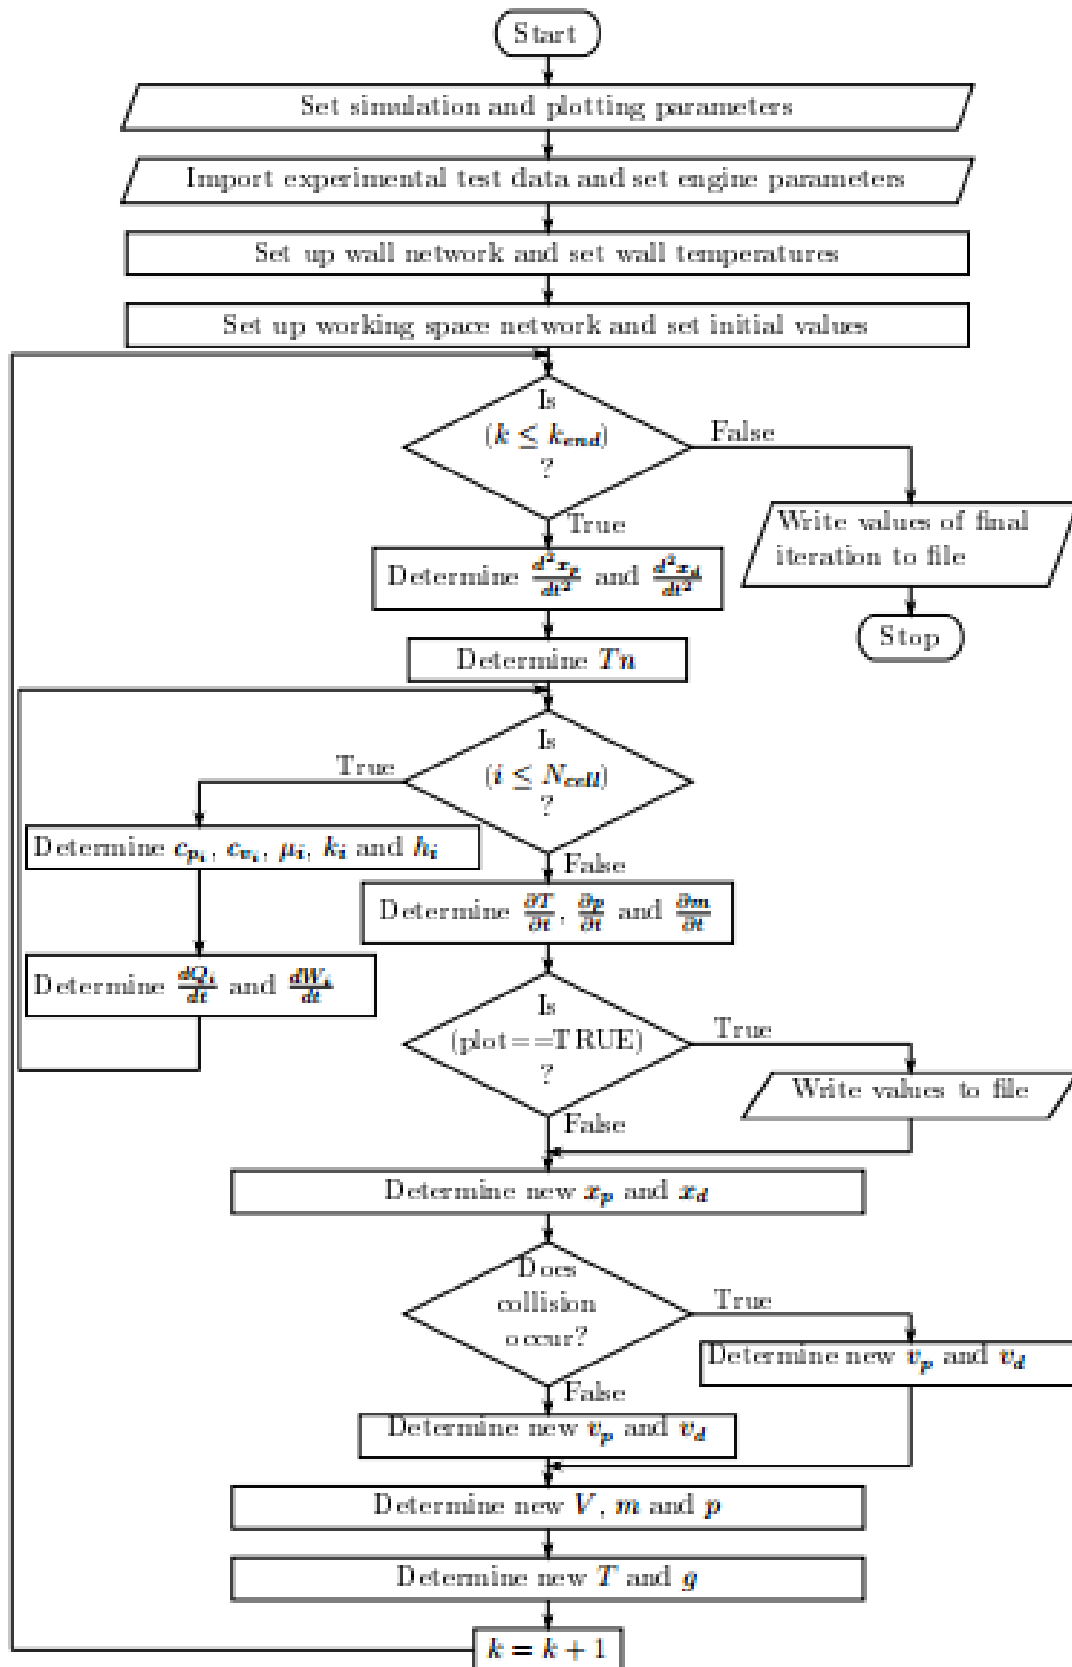 Start
Set simulation and plotting parameters
Import experimental test data and set engine parameters
Set up wall network and set wall temperatures
Set up working space network and set initial values
Is
(k ≤ k_end)
?
False
True
Write values of final
iteration to file
Stop
Determine d²x_p/dt² and d²x_d/dt²
Determine Tn
Is
(i ≤ N_cell)
?
True
False
Determine c_{p_i}, c_{v_i}, μ_i, k_i and h_i
Determine dQ_i/dt and dW_i/dt
Determine ∂T/∂t, ∂p/∂t and ∂m/∂t
Is
(plot==TRUE)
?
True
False
Write values to file
Determine new x_p and x_d
Does
collision
occur?
True
False
Determine new v_p and v_d
Determine new v_p and v_d
Determine new V, m and p
Determine new T and g
k = k + 1